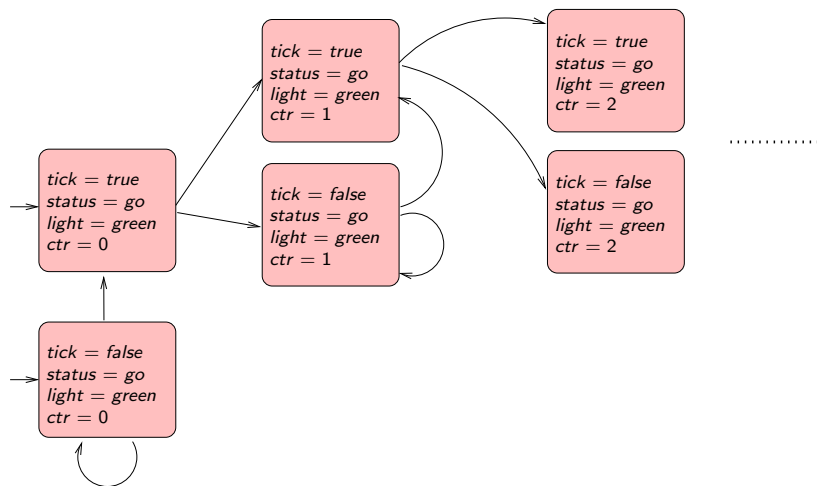 tick = true
status = go
light = green
ctr = 0
tick = false
status = go
light = green
ctr = 0
tick = true
status = go
light = green
ctr = 1
tick = false
status = go
light = green
ctr = 1
tick = true
status = go
light = green
ctr = 2
tick = false
status = go
light = green
ctr = 2